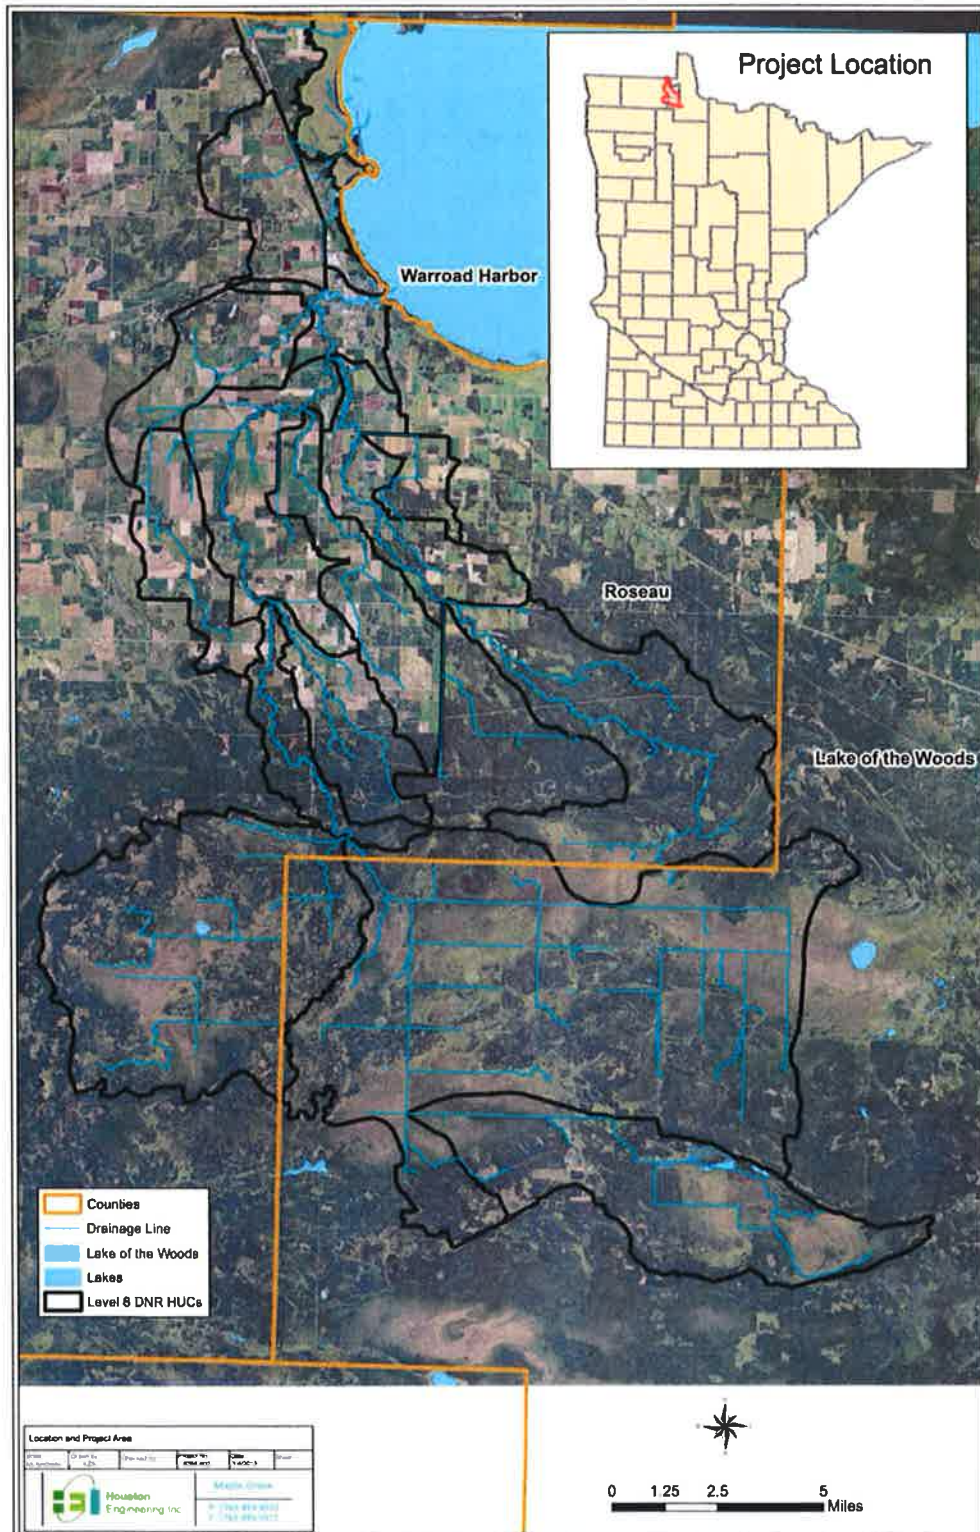 Project Location
Warroad Harbor
Roseau
Lake of the Woods
Counties
Drainage Line
Lake of the Woods
Lakes
Level 8 DNR HUCs
Location and Project Area
Houston
Engineering Inc.
Maple Grove
0 1.25 2.5 5
Miles